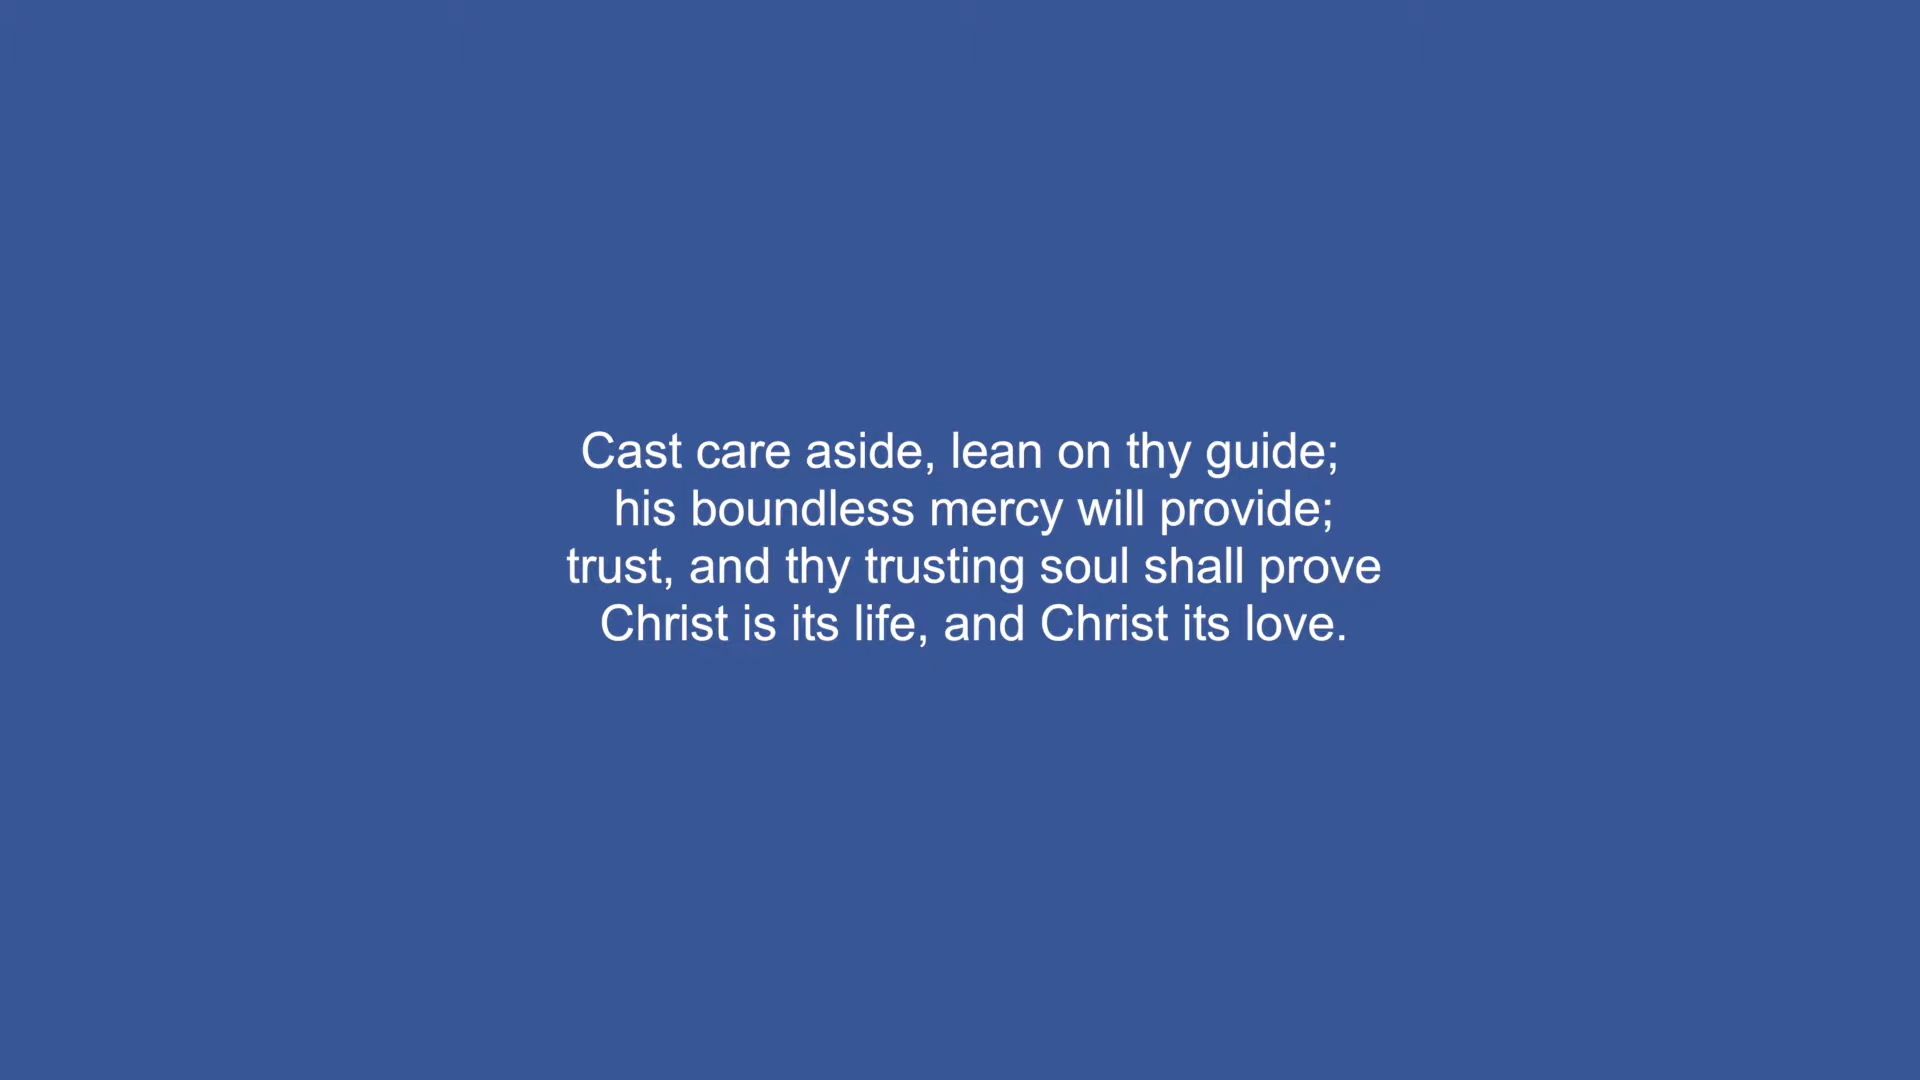 Cast care aside, lean on thy guide;
his boundless mercy will provide;
trust, and thy trusting soul shall prove
Christ is its life, and Christ its love.